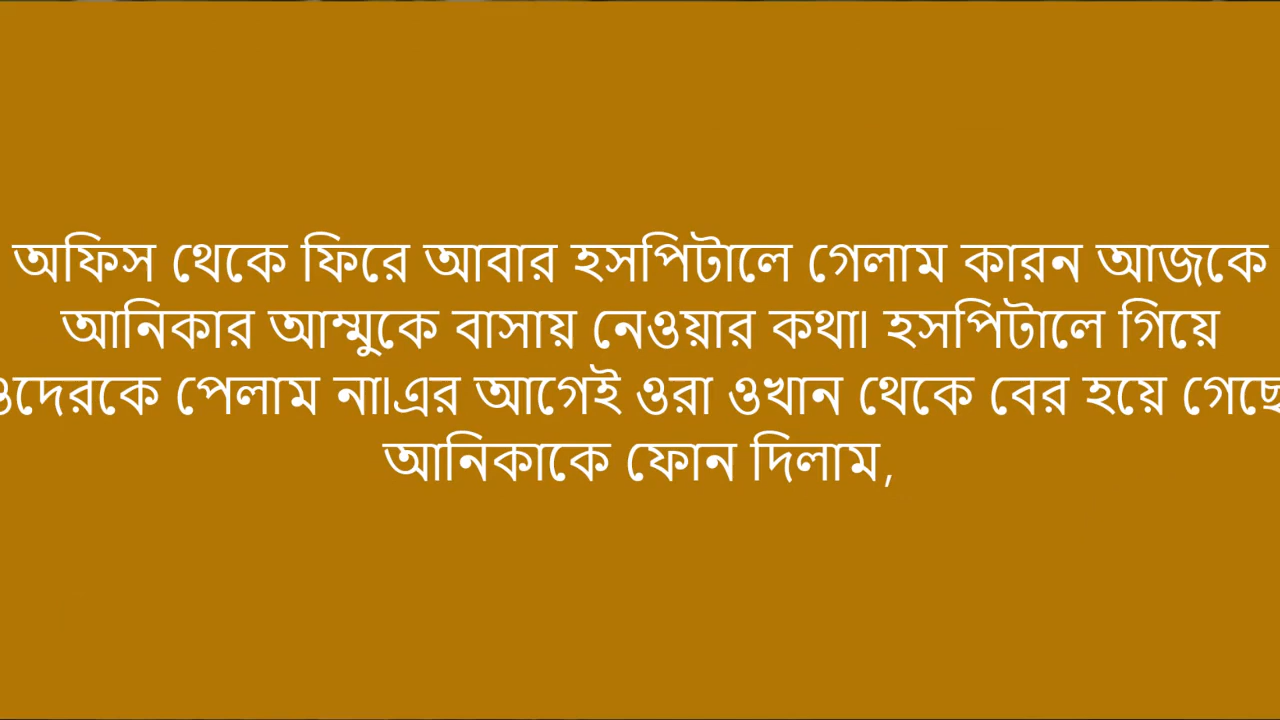 অফিস থেকে ফিরে আবার হসপিটালে গেলাম কারন আজকে
আনিকার আম্মুকে বাসায় নেওয়ার কথা। হসপিটালে গিয়ে
ওদেরকে পেলাম না।এর আগেই ওরা ওখান থেকে বের হয়ে গেছে
আনিকাকে ফোন দিলাম,